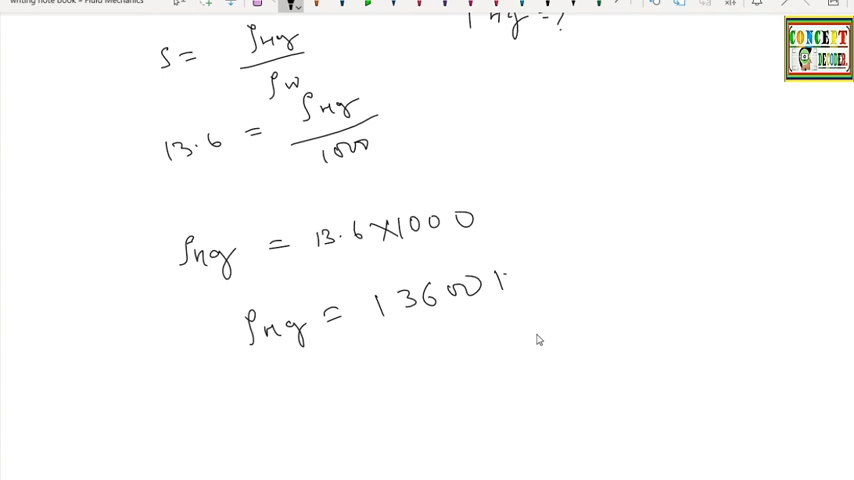 writing note book » Fluid Mechanics
CONCEPT
DECODER.
ρHg = ?
S = ρHg / ρw
13.6 = ρHg / 1000
ρHg = 13.6 × 1000
ρHg = 13600